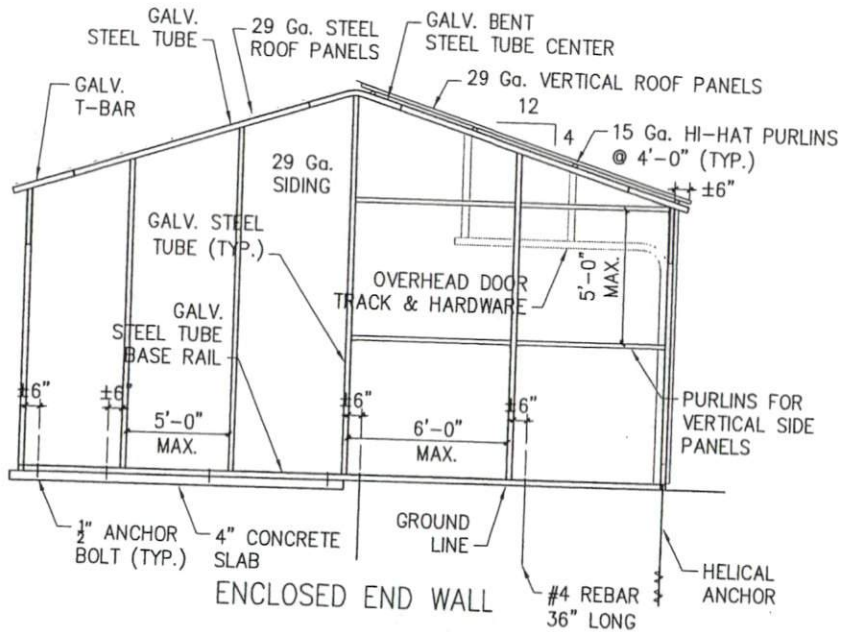 GALV.
STEEL TUBE
29 Ga. STEEL
ROOF PANELS
GALV. BENT
STEEL TUBE CENTER
29 Ga. VERTICAL ROOF PANELS
GALV.
T-BAR
12
4
15 Ga. HI-HAT PURLINS
@ 4'-0" (TYP.)
±6"
29 Ga.
SIDING
GALV. STEEL
TUBE (TYP.)
OVERHEAD DOOR
TRACK & HARDWARE
5'-0"
MAX.
GALV.
STEEL TUBE
BASE RAIL
±6"
±6"
±6"
±6"
5'-0"
MAX.
6'-0"
MAX.
PURLINS FOR
VERTICAL SIDE
PANELS
½" ANCHOR
BOLT (TYP.)
4" CONCRETE
SLAB
GROUND
LINE
HELICAL
ANCHOR
#4 REBAR
36" LONG
ENCLOSED END WALL